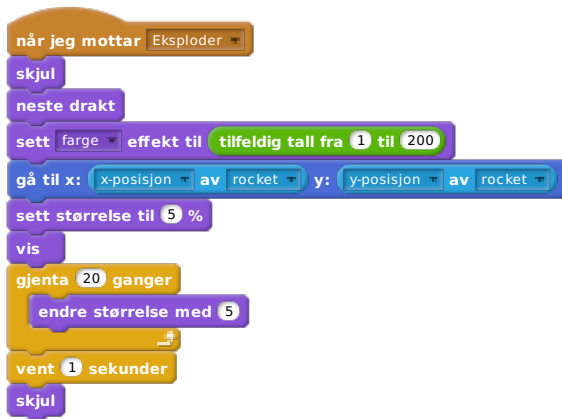 når jeg mottar Eksploder
skjul
neste drakt
sett farge effekt til tilfeldig tall fra 1 til 200
gå til x: x-posisjon av rocket y: y-posisjon av rocket
sett størrelse til 5 %
vis
gjenta 20 ganger
endre størrelse med 5
vent 1 sekunder
skjul